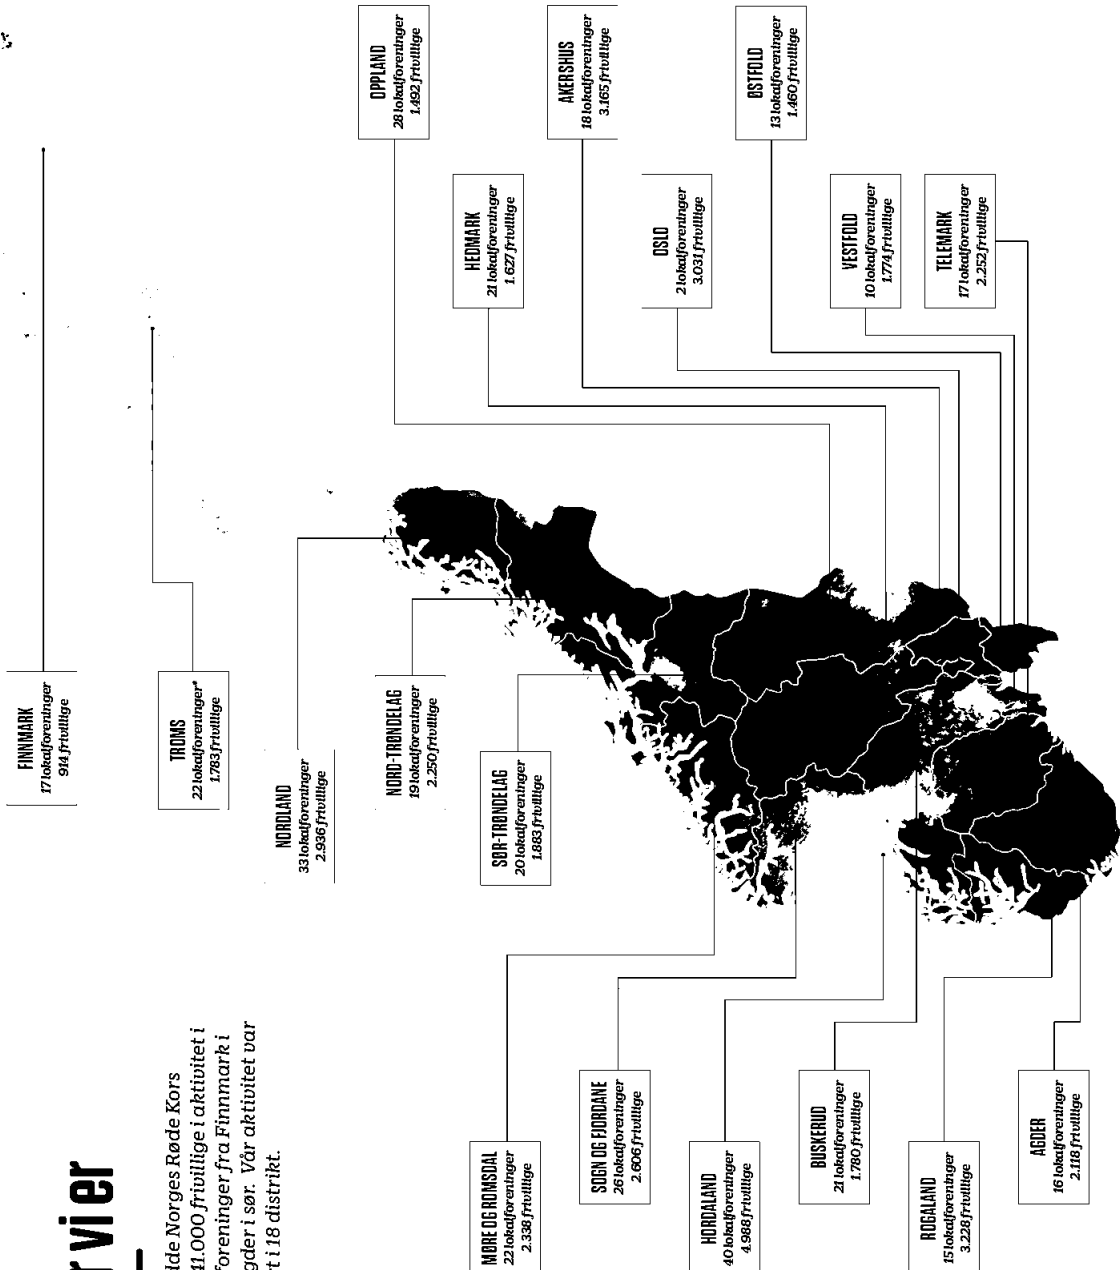 r vi er
dde Norges Røde Kors
41.000 frivillige i aktivitet i
foreninger fra Finnmark i
gder i sør. Vår aktivitet var
rt i 18 distrikt.
FINNMARK
17 lokalforeninger
914 frivillige
TROMS
22 lokalforeninger*
1.783 frivillige
NORDLAND
33 lokalforeninger
2.936 frivillige
NORD-TRØNDELAG
19 lokalforeninger
2.250 frivillige
SØR-TRØNDELAG
20 lokalforeninger
1.883 frivillige
MØRE OG ROMSDAL
22 lokalforeninger
2.338 frivillige
SOGN OG FJORDANE
26 lokalforeninger
2.606 frivillige
HORDALAND
40 lokalforeninger
4.988 frivillige
BUSKERUD
21 lokalforeninger
1.780 frivillige
ROGALAND
15 lokalforeninger
3.228 frivillige
AGDER
16 lokalforeninger
2.118 frivillige
OPPLAND
28 lokalforeninger
1.492 frivillige
HEDMARK
21 lokalforeninger
1.627 frivillige
AKERSHUS
18 lokalforeninger
3.165 frivillige
OSLO
2 lokalforeninger
3.031 frivillige
ØSTFOLD
13 lokalforeninger
1.460 frivillige
VESTFOLD
10 lokalforeninger
1.774 frivillige
TELEMARK
17 lokalforeninger
2.252 frivillige